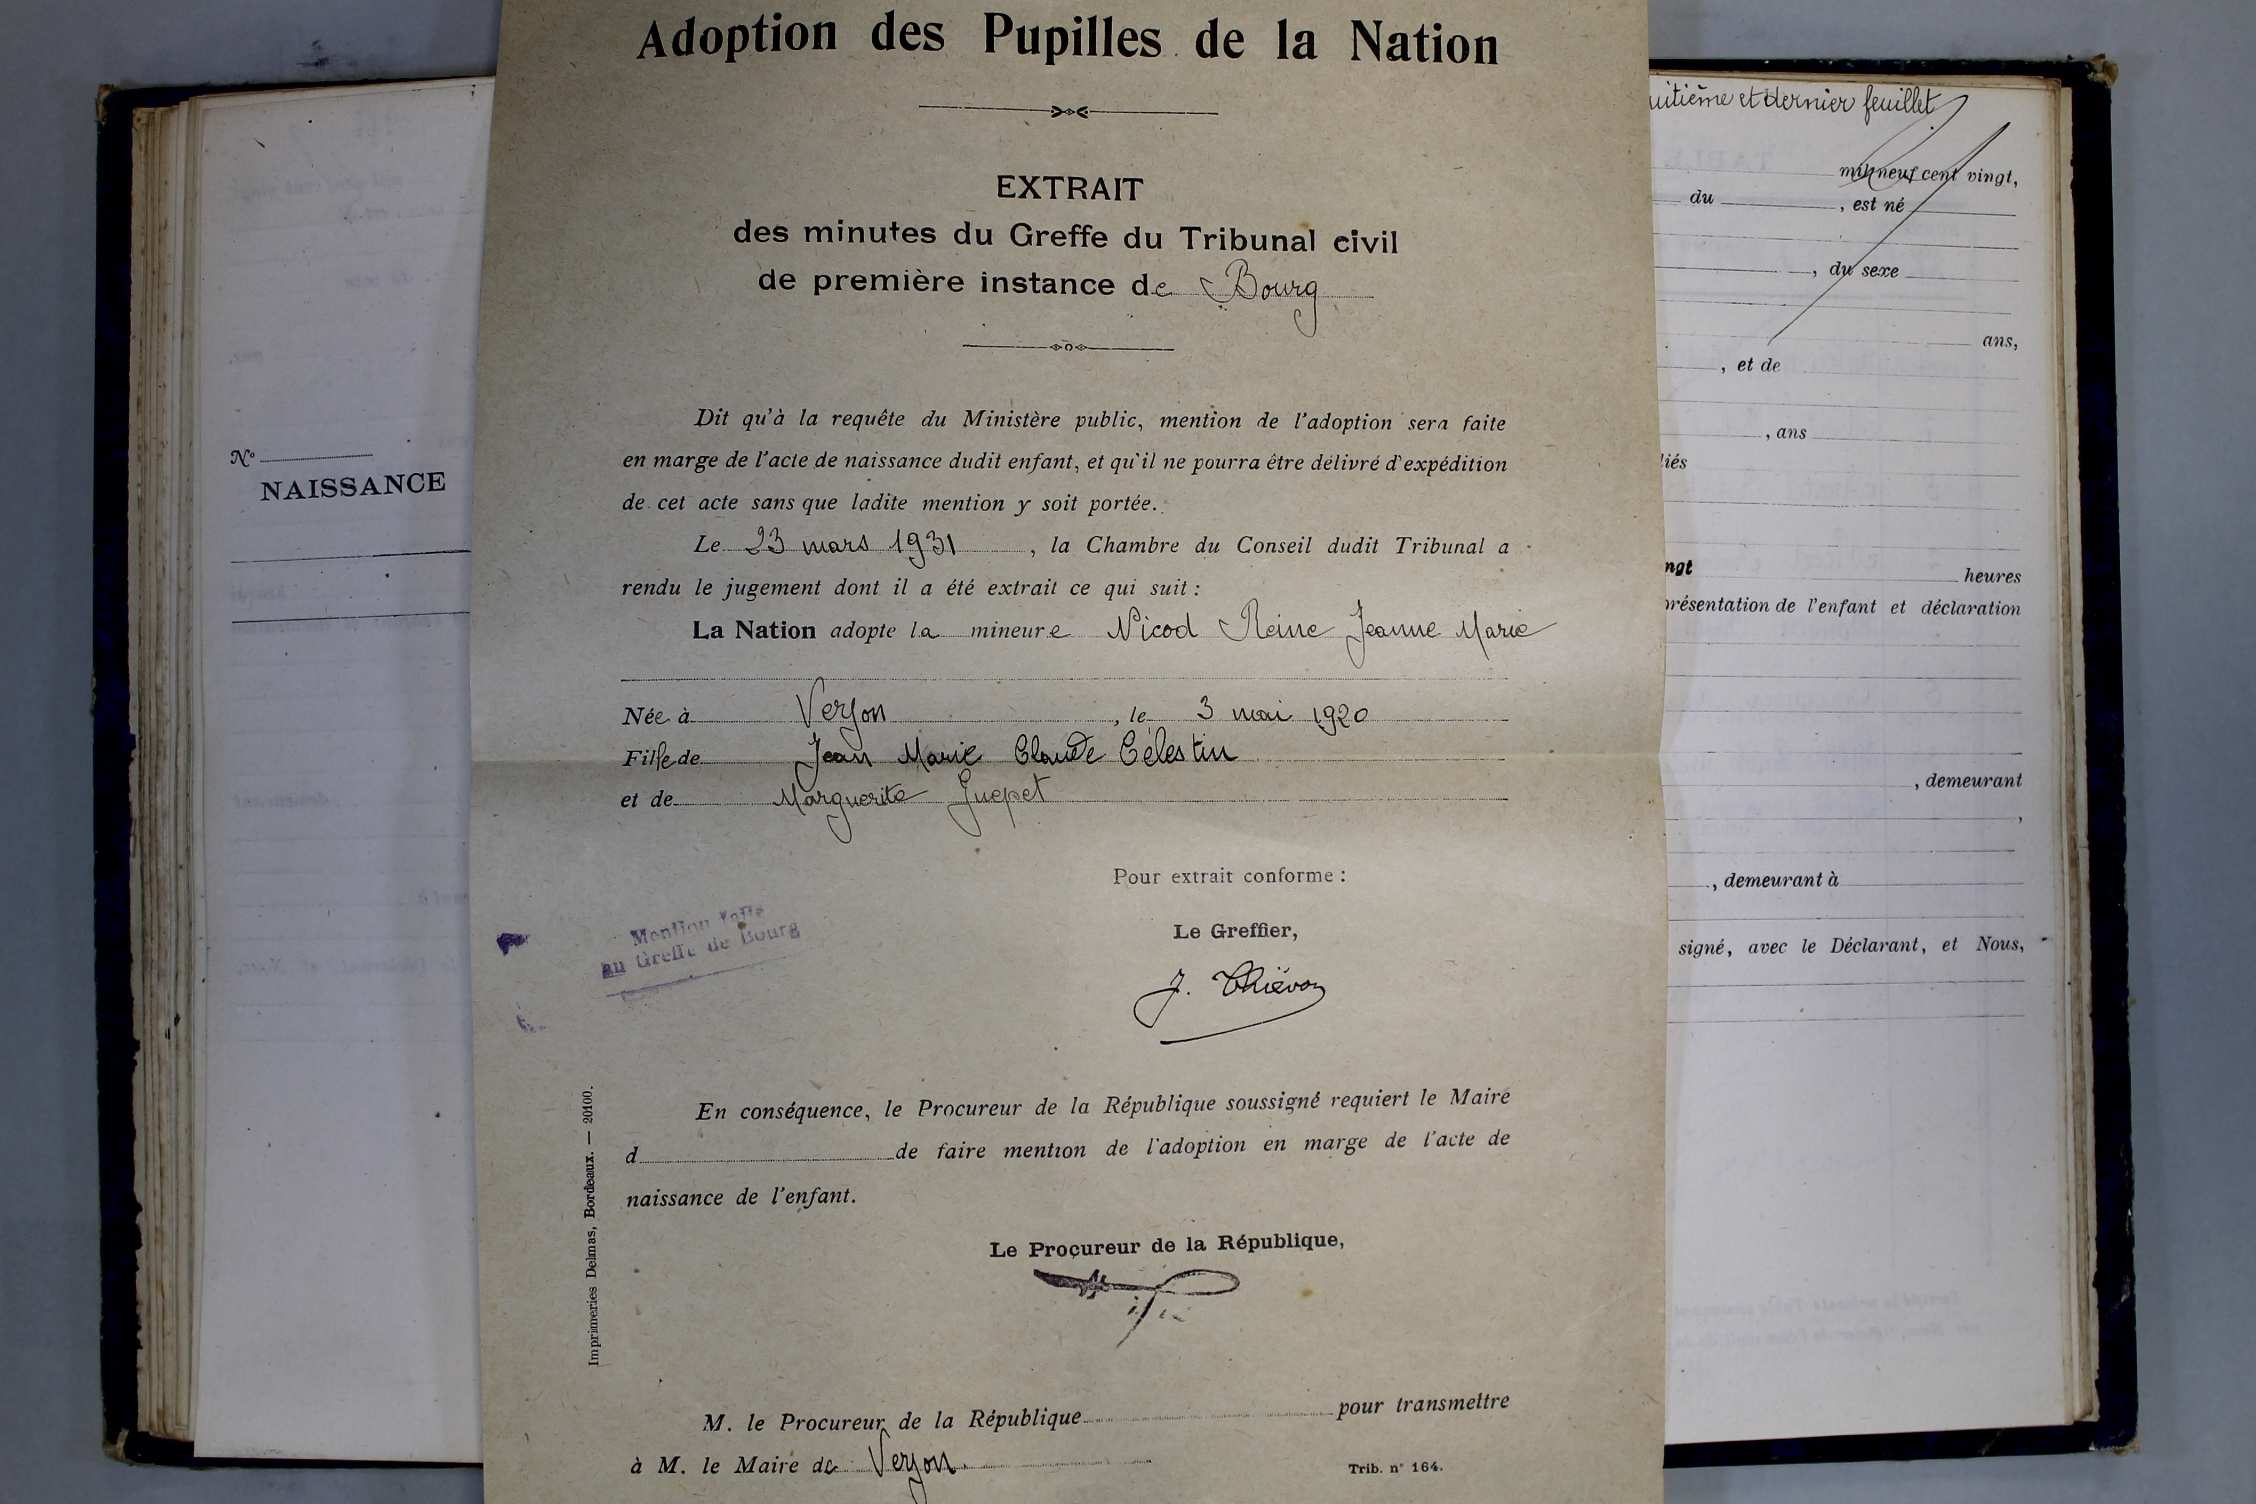 Adoption des Pupilles de la Nation
EXTRAIT
des minutes du Greffe du Tribunal civil
de première instance de Bourg
Dit qu'à la requête du Ministère public, mention de l'adoption sera faite
en marge de l'acte de naissance dudit enfant, et qu'il ne pourra être délivré d'expédition
de cet acte sans que ladite mention y soit portée.
Le 23 mars 1931, la Chambre du Conseil dudit Tribunal a
rendu le jugement dont il a été extrait ce qui suit :
La Nation adopte la mineure Nicod Reine Jeanne Marie
Née à Verjon, le 3 mai 1920
Fille de Jean Marie Claude Célestin
et de Marguerite Guepet
Pour extrait conforme :
Le Greffier,
J. Thiévon
Mention faite
au Greffe de Bourg
En conséquence, le Procureur de la République soussigné requiert le Maire
d de faire mention de l'adoption en marge de l'acte de
naissance de l'enfant.
Le Procureur de la République,
M. le Procureur de la République pour transmettre
à M. le Maire de Verjon.
Trib. n° 164.
Imprimeries Delmas, Bordeaux. — 20100.
N°
NAISSANCE
uitième et dernier feuillet
mil neuf cent vingt,
du , est né
, du sexe
ans,
, et de
, ans
liés
ngt
heures
présentation de l'enfant et déclaration
, demeurant
,
, demeurant à
signé, avec le Déclarant, et Nous,